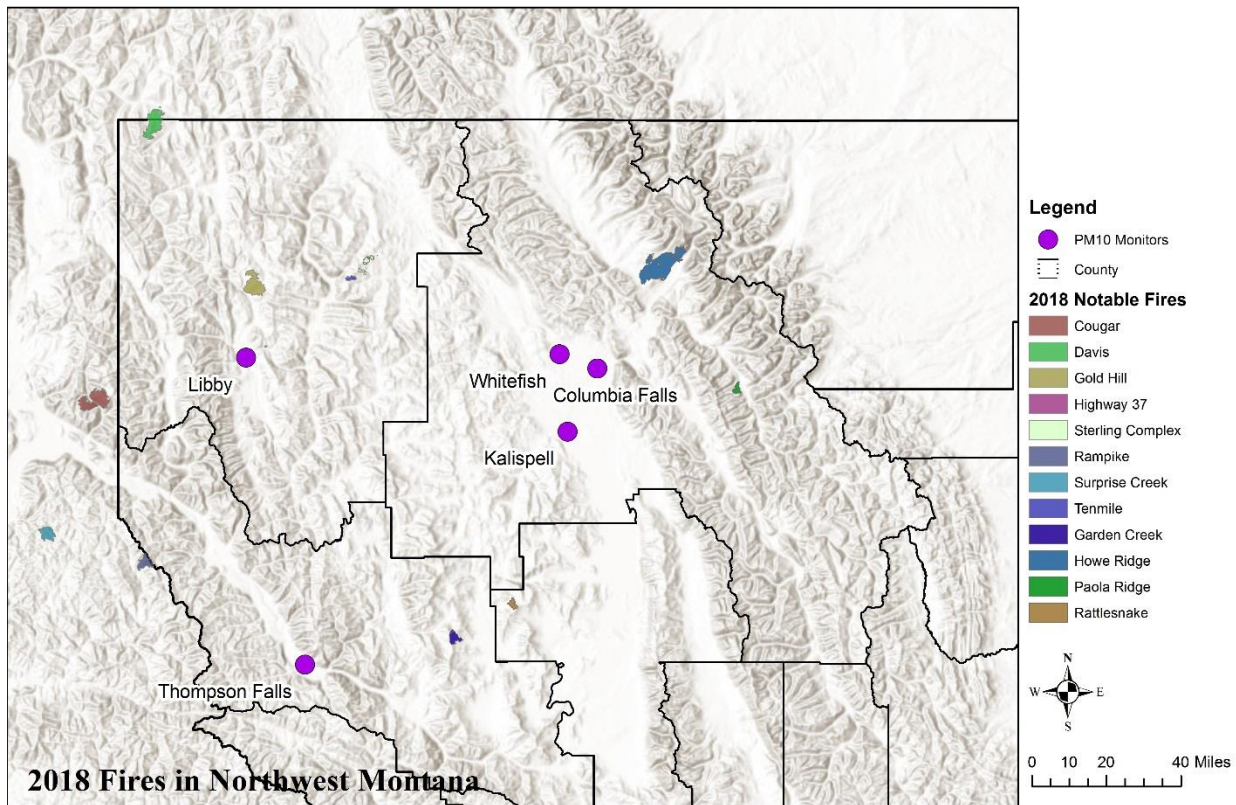 Libby
Whitefish
Columbia Falls
Kalispell
Thompson Falls
2018 Fires in Northwest Montana
Legend
PM10 Monitors
County
2018 Notable Fires
Cougar
Davis
Gold Hill
Highway 37
Sterling Complex
Rampike
Surprise Creek
Tenmile
Garden Creek
Howe Ridge
Paola Ridge
Rattlesnake
N
W E
S
0 10 20 40 Miles